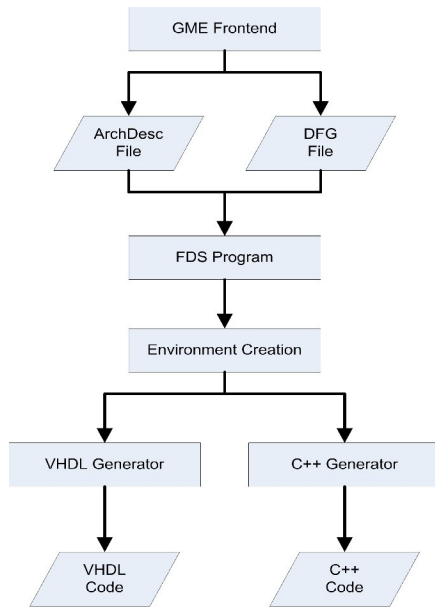 GME Frontend
ArchDesc
File
DFG
File
FDS Program
Environment Creation
VHDL Generator
C++ Generator
VHDL
Code
C++
Code